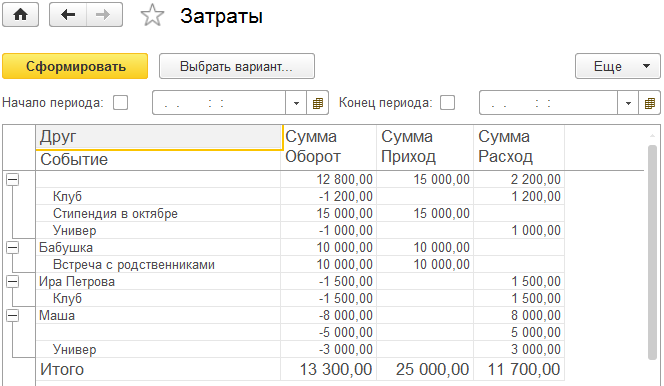 Затраты
Сформировать Выбрать вариант... Еще
Начало периода: . . : : Конец периода: . . : :
Друг Сумма Оборот Сумма Приход Сумма Расход
Событие
12 800,00 15 000,00 2 200,00
Клуб -1 200,00 1 200,00
Стипендия в октябре 15 000,00 15 000,00
Универ -1 000,00 1 000,00
Бабушка 10 000,00 10 000,00
Встреча с родственниками 10 000,00 10 000,00
Ира Петрова -1 500,00 1 500,00
Клуб -1 500,00 1 500,00
Маша -8 000,00 8 000,00
-5 000,00 5 000,00
Универ -3 000,00 3 000,00
Итого 13 300,00 25 000,00 11 700,00